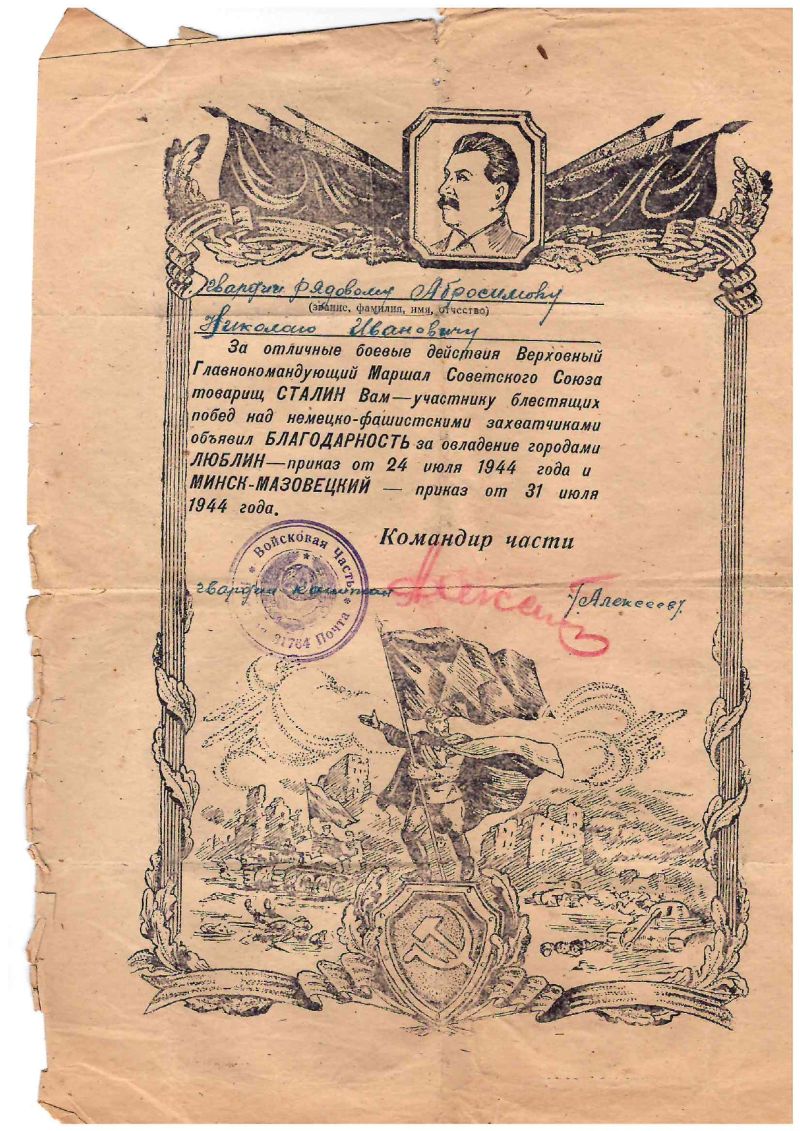 гвардии рядовому Абросимову
(звание, фамилия, имя, отчество)
Николаю Ивановичу
За отличные боевые действия Верховный
Главнокомандующий Маршал Советского Союза
товарищ СТАЛИН Вам—участнику блестящих
побед над немецко-фашистскими захватчиками
объявил БЛАГОДАРНОСТЬ за овладение городами
ЛЮБЛИН—приказ от 24 июля 1944 года и
МИНСК-МАЗОВЕЦКИЙ — приказ от 31 июля
1944 года.
Командир части
Войсковая Часть
31764 Почта
гвардии капитан
/Алексеев/